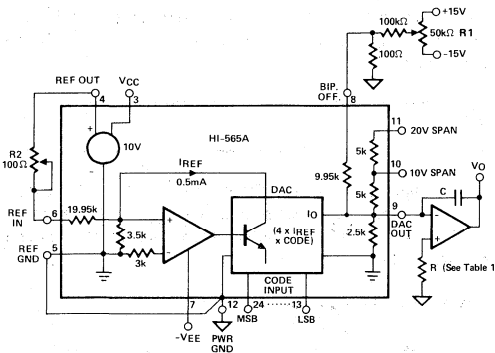 100kΩ
+15V
50kΩ R1
100Ω
-15V
REF OUT
4
VCC
3
BIP.
OFF.
8
HI-565A
11
20V SPAN
5k
+
10V
R2
100Ω
IREF
0.5mA
9.95k
10
10V SPAN
5k
VO
C
DAC
REF
IN
6
19.95k
+
3.5k
-
3k
IO
(4 x IREF
x CODE)
9
DAC
OUT
2.5k
-
+
REF
GND
5
CODE
INPUT
R (See Table 1
7
12
24
13
MSB
LSB
-VEE
PWR
GND